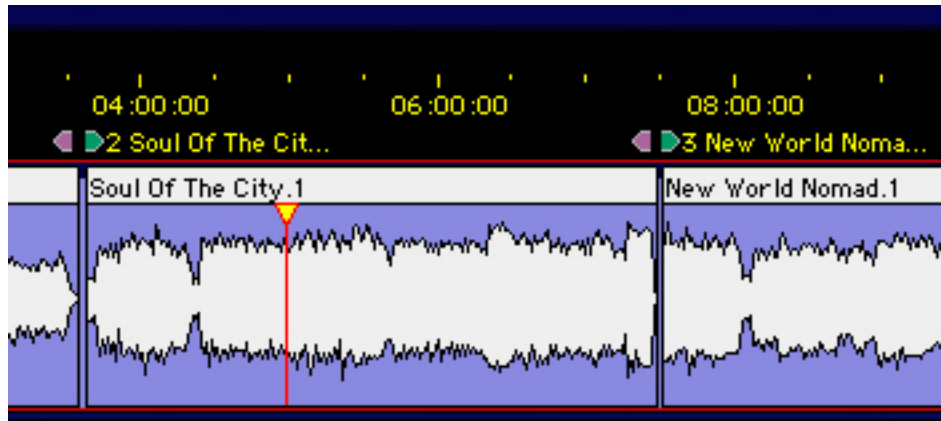 04:00:00 06:00:00 08:00:00
2 Soul Of The Cit... 3 New World Noma...
Soul Of The City.1 New World Nomad.1